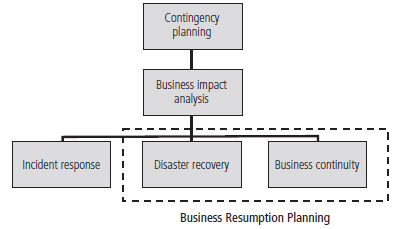 Contingency
planning
Business impact
analysis
Incident response
Disaster recovery
Business continuity
Business Resumption Planning